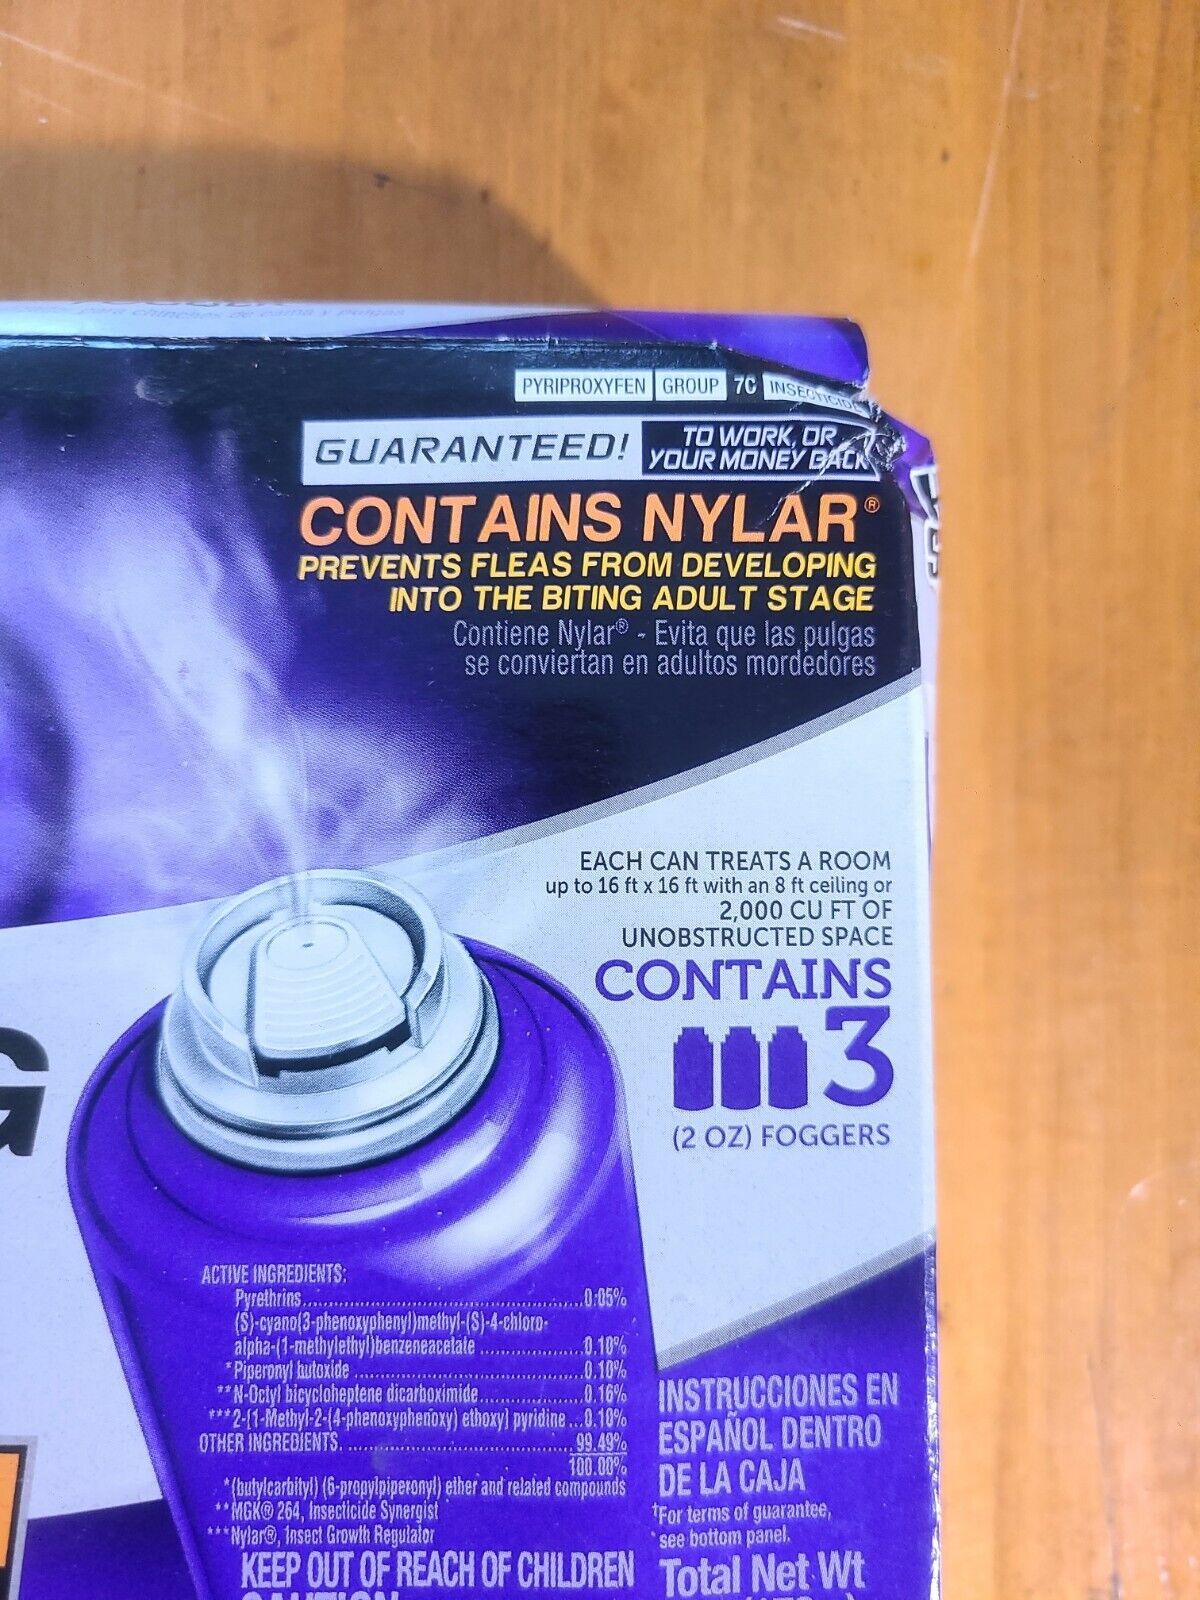 para chinches de cama y pulgas
PYRIPROXYFEN GROUP 7C INSECTICIDE
GUARANTEED! TO WORK, OR
YOUR MONEY BACK
CONTAINS NYLAR®
PREVENTS FLEAS FROM DEVELOPING
INTO THE BITING ADULT STAGE
Contiene Nylar® - Evita que las pulgas
se conviertan en adultos mordedores
EACH CAN TREATS A ROOM
up to 16 ft x 16 ft with an 8 ft ceiling or
2,000 CU FT OF
UNOBSTRUCTED SPACE
CONTAINS
3
(2 OZ) FOGGERS
G
ACTIVE INGREDIENTS:
Pyrethrins 0.05%
(S)-cyano(3-phenoxyphenyl)methyl-(S)-4-chloro-
alpha-(1-methylethyl)benzeneacetate 0.10%
*Piperonyl butoxide 0.10%
**N-Octyl bicycloheptene dicarboximide 0.16%
***2-[1-Methyl-2-(4-phenoxyphenoxy) ethoxy] pyridine ...0.10%
OTHER INGREDIENTS. 99.49%
100.00%
*(butylcarbityl) (6-propylpiperonyl) ether and related compounds
**MGK® 264, Insecticide Synergist
***Nylar®, Insect Growth Regulator
KEEP OUT OF REACH OF CHILDREN
CAUTION
INSTRUCCIONES EN
ESPAÑOL DENTRO
DE LA CAJA
†For terms of guarantee,
see bottom panel.
Total Net Wt